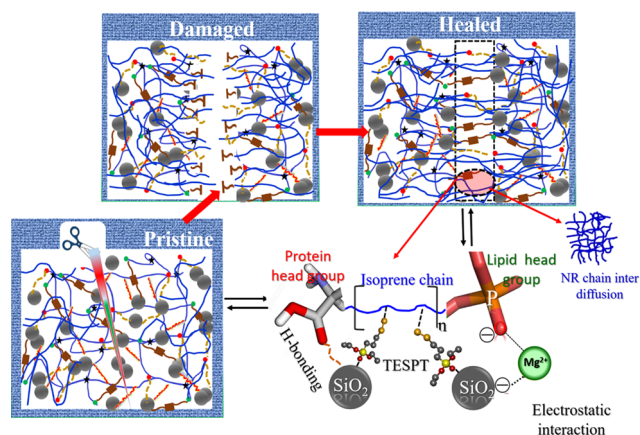 Damaged
Healed
Pristine
Protein
head group
Isoprene chain
Lipid head
group
NR chain inter
diffusion
P
n
H-bonding
TESPT
SiO2
SiO2
Mg2+
Electrostatic
interaction